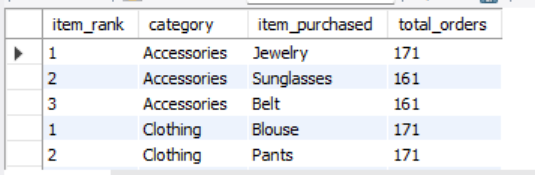 item_rank category item_purchased total_orders
1 Accessories Jewelry 171
2 Accessories Sunglasses 161
3 Accessories Belt 161
1 Clothing Blouse 171
2 Clothing Pants 171